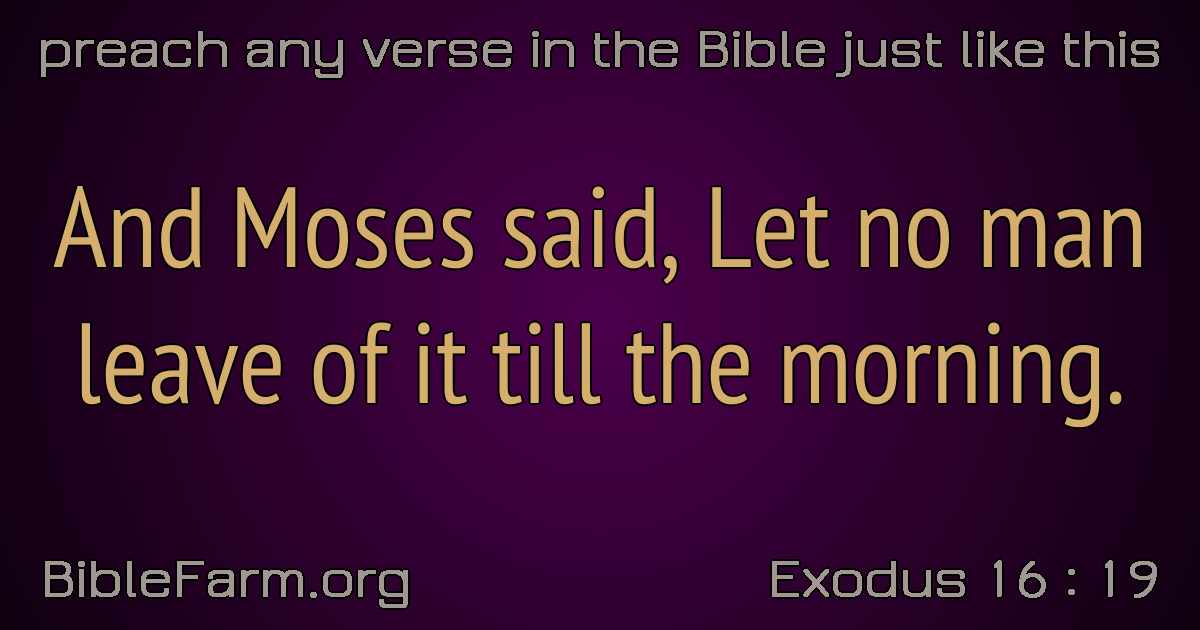 preach any verse in the Bible just like this
And Moses said, Let no man
leave of it till the morning.
BibleFarm.org
Exodus 16 : 19